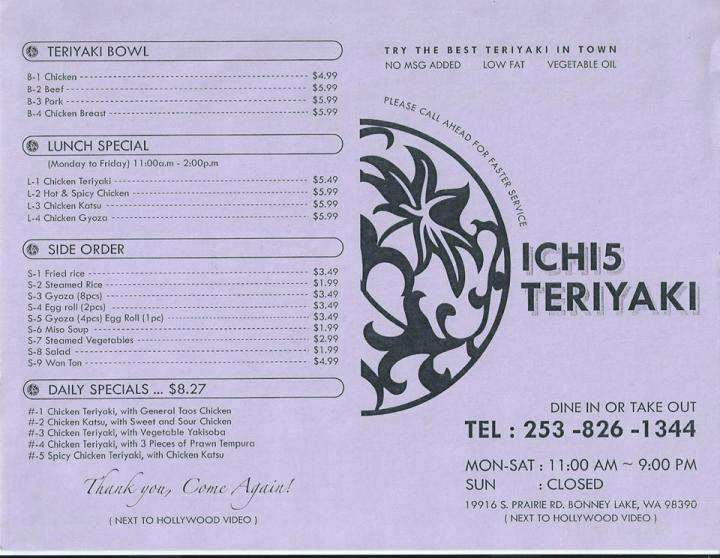 TERIYAKI BOWL
B-1 Chicken $4.99
B-2 Beef $5.99
B-3 Pork $5.99
B-4 Chicken Breast $5.99
LUNCH SPECIAL
(Monday to Friday) 11:00a.m - 2:00p.m
L-1 Chicken Teriyaki $5.49
L-2 Hot & Spicy Chicken $5.99
L-3 Chicken Katsu $5.99
L-4 Chicken Gyoza $5.99
SIDE ORDER
S-1 Fried rice $3.49
S-2 Steamed Rice $1.99
S-3 Gyoza (8pcs) $3.49
S-4 Egg roll (2pcs) $3.49
S-5 Gyoza (4pcs) Egg Roll (1pc) $3.49
S-6 Miso Soup $1.99
S-7 Steamed Vegetables $2.99
S-8 Salad $1.99
S-9 Wan Ton $4.99
DAILY SPECIALS ... $8.27
#-1 Chicken Teriyaki, with General Taos Chicken
#-2 Chicken Katsu, with Sweet and Sour Chicken
#-3 Chicken Teriyaki, with Vegetable Yakisoba
#-4 Chicken Teriyaki, with 3 Pieces of Prawn Tempura
#-5 Spicy Chicken Teriyaki, with Chicken Katsu
Thank you, Come Again!
( NEXT TO HOLLYWOOD VIDEO )
TRY THE BEST TERIYAKI IN TOWN
NO MSG ADDED LOW FAT VEGETABLE OIL
PLEASE CALL AHEAD FOR FASTER SERVICE
ICHI5
TERIYAKI
DINE IN OR TAKE OUT
TEL : 253 -826 -1344
MON-SAT : 11:00 AM ~ 9:00 PM
SUN : CLOSED
19916 S. PRAIRIE RD. BONNEY LAKE, WA 98390
( NEXT TO HOLLYWOOD VIDEO )